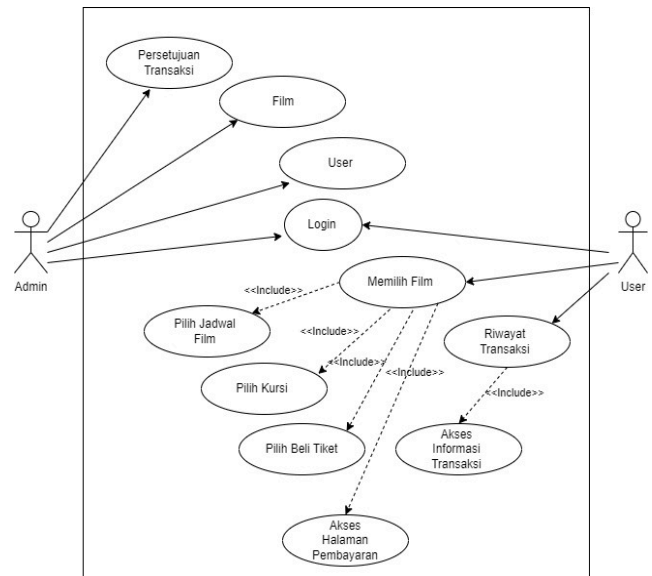 Persetujuan
Transaksi
Film
User
Login
Admin
User
Memilih Film
<<Include>>
Pilih Jadwal
Film
<<Include>>
Riwayat
Transaksi
<<Include>>
<<Include>>
Pilih Kursi
<<Include>>
Pilih Beli Tiket
Akses
Informasi
Transaksi
Akses
Halaman
Pembayaran